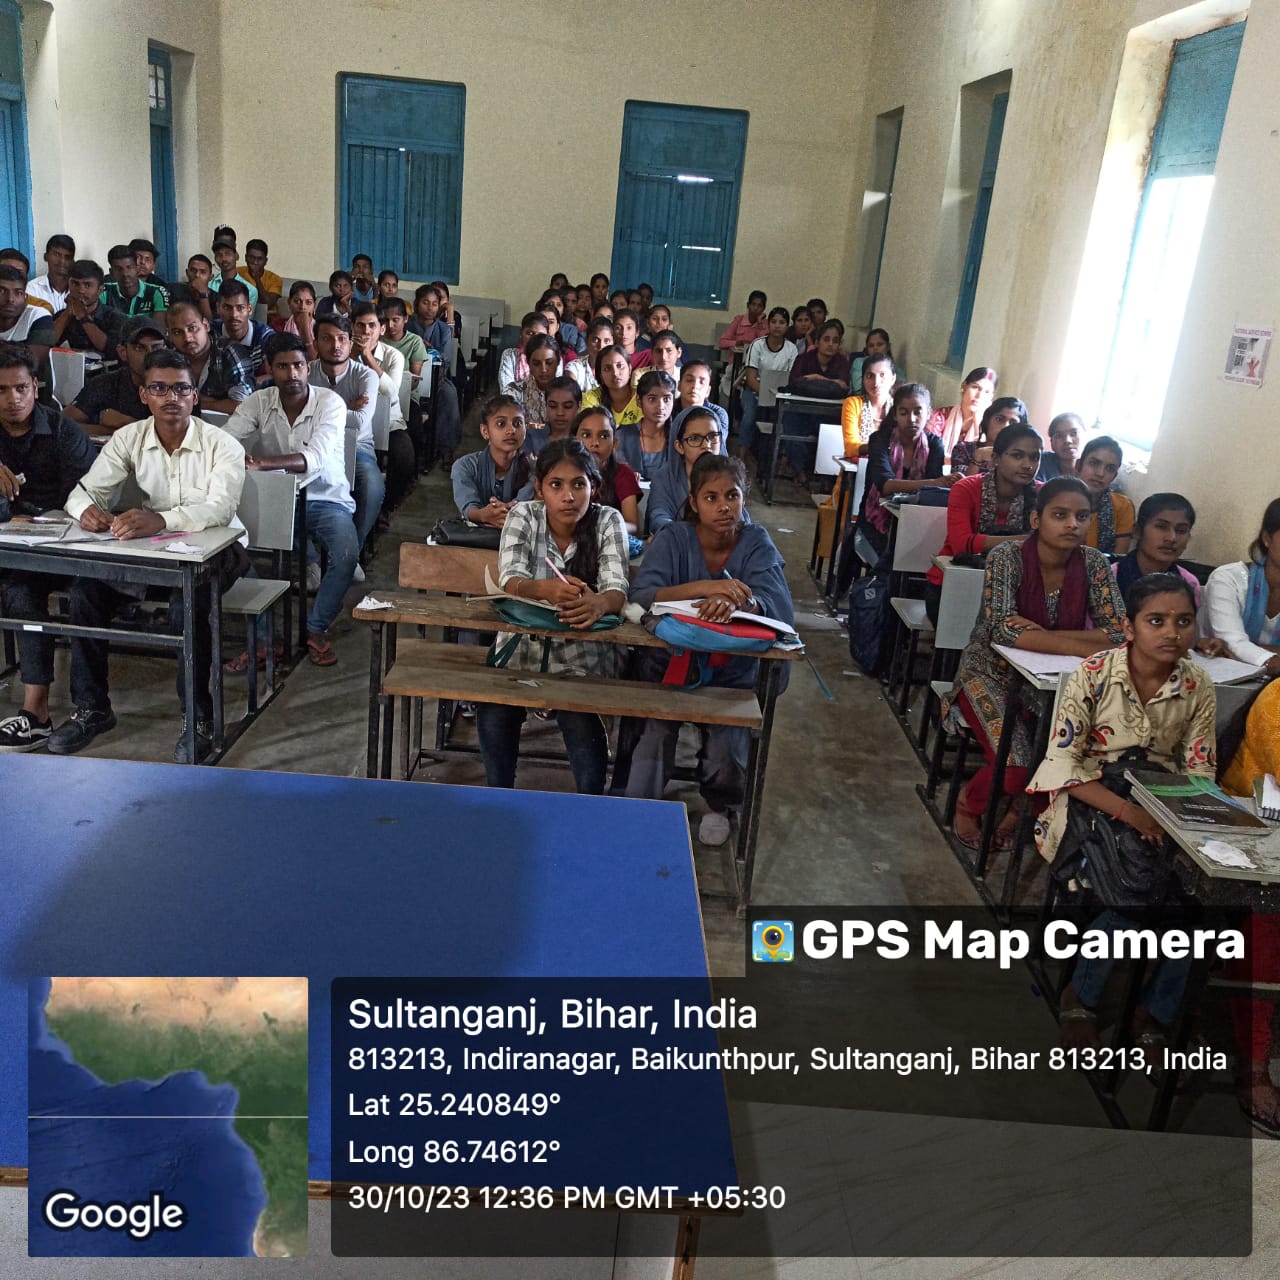 GPS Map Camera
Sultanganj, Bihar, India
813213, Indiranagar, Baikunthpur, Sultanganj, Bihar 813213, India
Lat 25.240849°
Long 86.74612°
30/10/23 12:36 PM GMT +05:30
Google